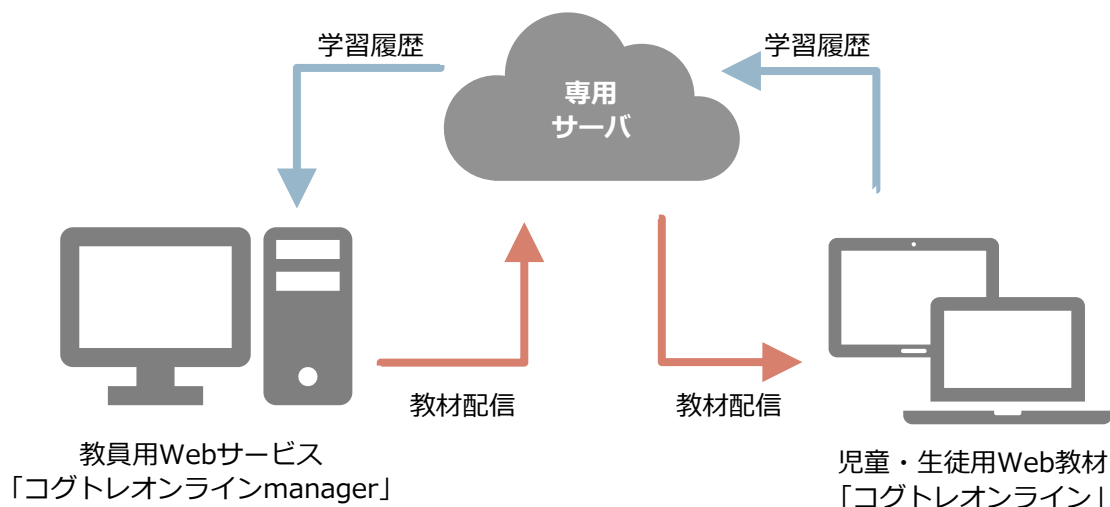 学習履歴
学習履歴
専用
サーバ
教材配信
教材配信
教員用Webサービス
「コグトレオンラインmanager」
児童・生徒用Web教材
「コグトレオンライン」